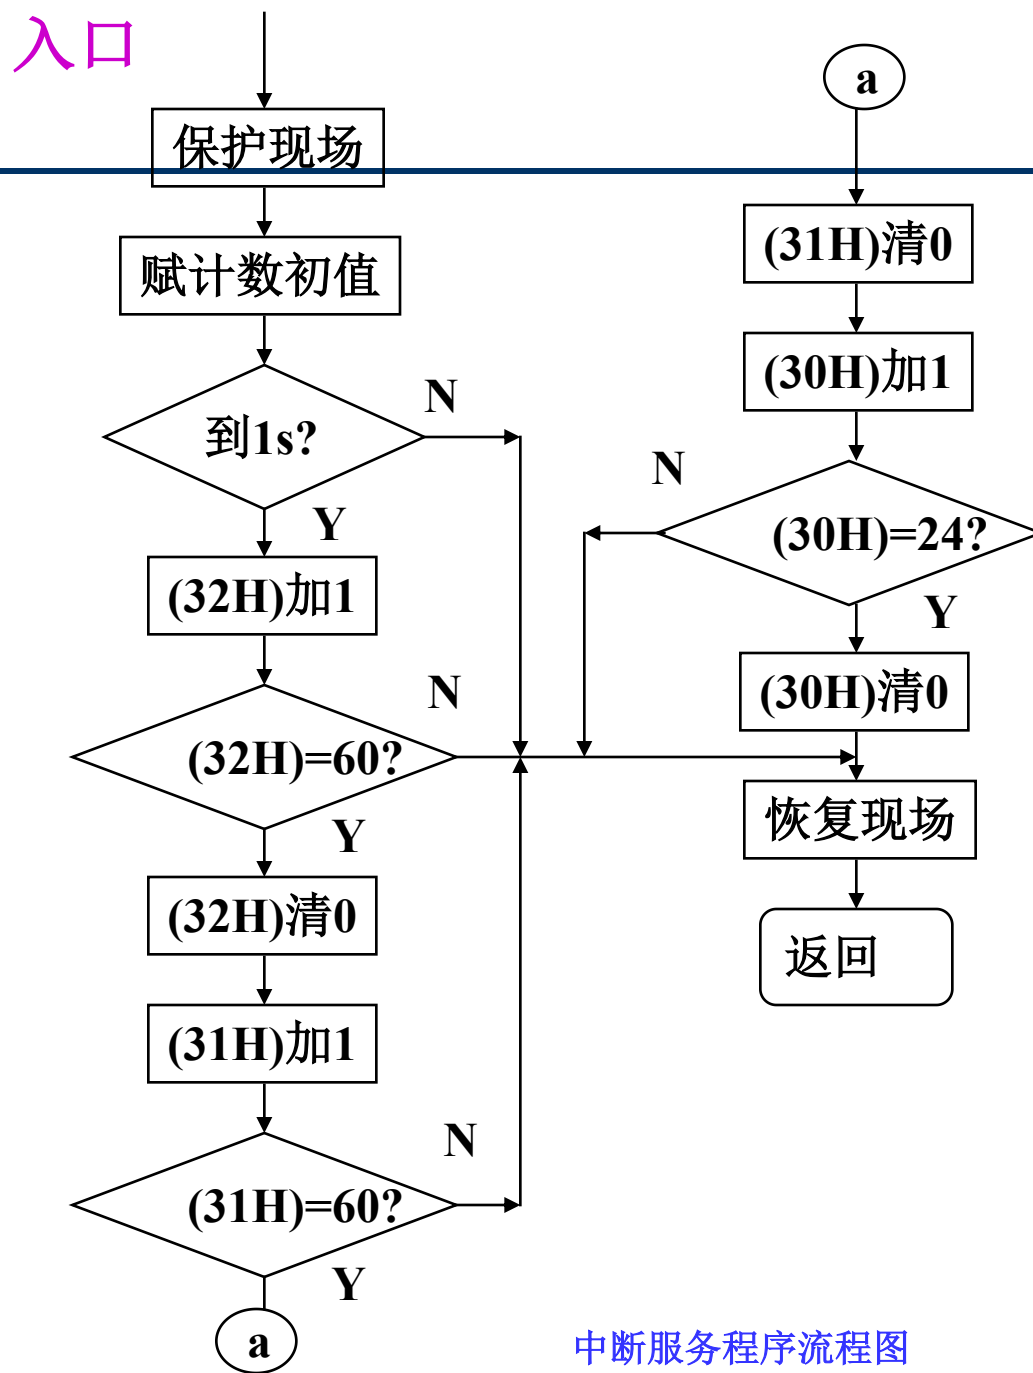 入口
保护现场
赋计数初值
到1s?
N
Y
(32H)加1
(32H)=60?
N
Y
(32H)清0
(31H)加1
(31H)=60?
N
Y
a
a
(31H)清0
(30H)加1
N
(30H)=24?
Y
(30H)清0
恢复现场
返回
中断服务程序流程图